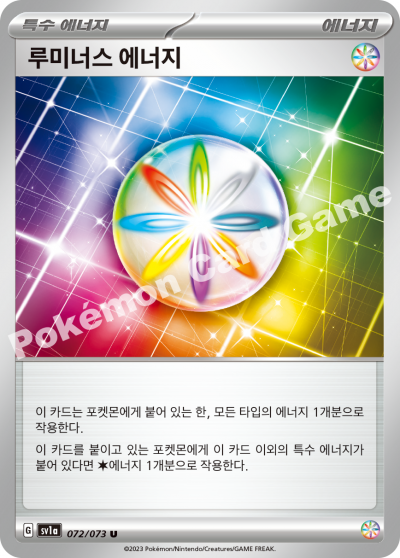 특수 에너지
에너지
루미너스 에너지
Pokémon Card Game
이 카드는 포켓몬에게 붙어 있는 한, 모든 타입의 에너지 1개분으로
작용한다.
이 카드를 붙이고 있는 포켓몬에게 이 카드 이외의 특수 에너지가
붙어 있다면 ✶에너지 1개분으로 작용한다.
G sv1a 072/073 U
©2023 Pokémon/Nintendo/Creatures/GAME FREAK.